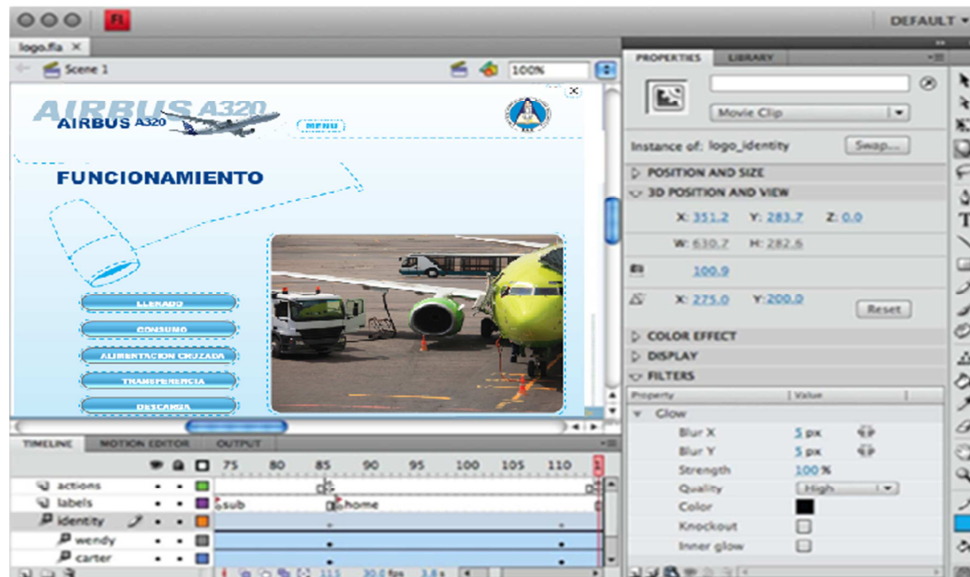 FL
DEFAULT
logo.fla ×
Scene 1
100%
AIRBUS A320
AIRBUS A320
MENU
FUNCIONAMIENTO
LLENADO
CONSUMO
ALIMENTACION CRUZADA
TRANSFERENCIA
DESCARGA
PROPERTIES LIBRARY
Movie Clip
Instance of: logo_identity Swap...
POSITION AND SIZE
3D POSITION AND VIEW
X: 351.2 Y: 283.7 Z: 0.0
W: 630.7 H: 282.6
100.9
X: 275.0 Y: 200.0
Reset
COLOR EFFECT
DISPLAY
FILTERS
Property Value
Glow
Blur X 5 px
Blur Y 5 px
Strength 100 %
Quality High
Color
Knockout
Inner glow
TIMELINE MOTION EDITOR OUTPUT
75 80 85 90 95 100 105 110 1
actions
labels sub home
identity
wendy
carter
115 30.0 fps 3.8 s